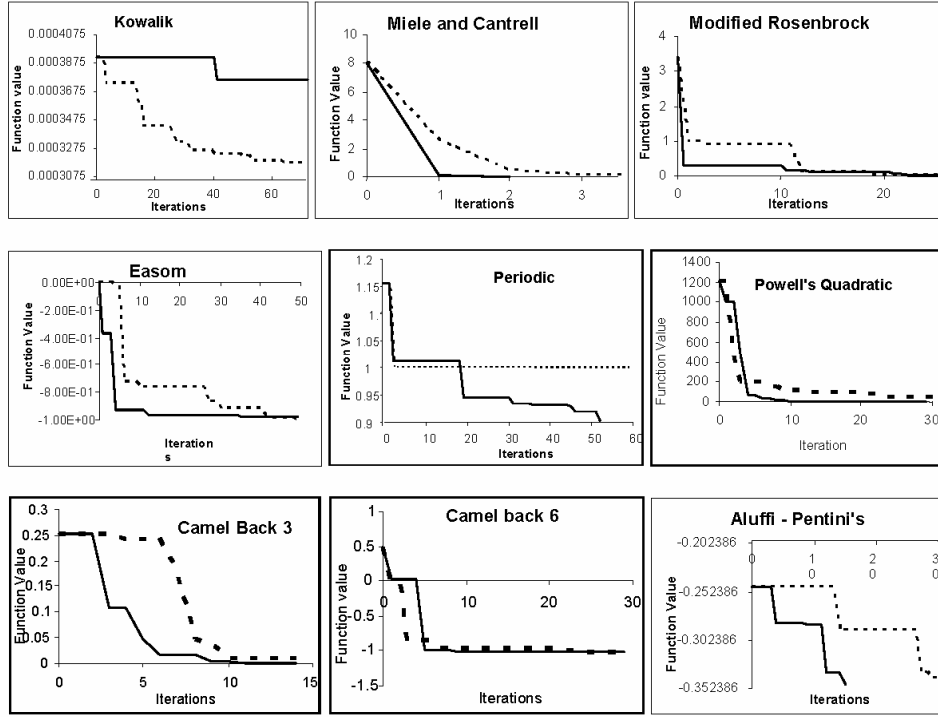 Kowalik
Function value
0.0004075
0.0003875
0.0003675
0.0003475
0.0003275
0.0003075
0 20 40 60
Iterations
Miele and Cantrell
Function Value
10
8
6
4
2
0
0 1 2 3
Iterations
Modified Rosenbrock
Function Value
4
3
2
1
0
0 10 20
Iterations
Easom
Function Value
0.00E+00
-2.00E-01
-4.00E-01
-6.00E-01
-8.00E-01
-1.00E+00
0 10 20 30 40 50
Iteration
s
Periodic
Function Value
1.2
1.15
1.1
1.05
1
0.95
0.9
0 10 20 30 40 50 60
Iterations
Powell's Quadratic
Function Value
1400
1200
1000
800
600
400
200
0
0 10 20 30
Iteration
Camel Back 3
Function Value
0.3
0.25
0.2
0.15
0.1
0.05
0
0 5 10 15
Iterations
Camel back 6
Function Value
1
0.5
0
-0.5
-1
-1.5
0 10 20 30
Iterations
Aluffi - Pentini's
Function Value
-0.202386
-0.252386
-0.302386
-0.352386
0 1 2 3
0 0 0
Iterations